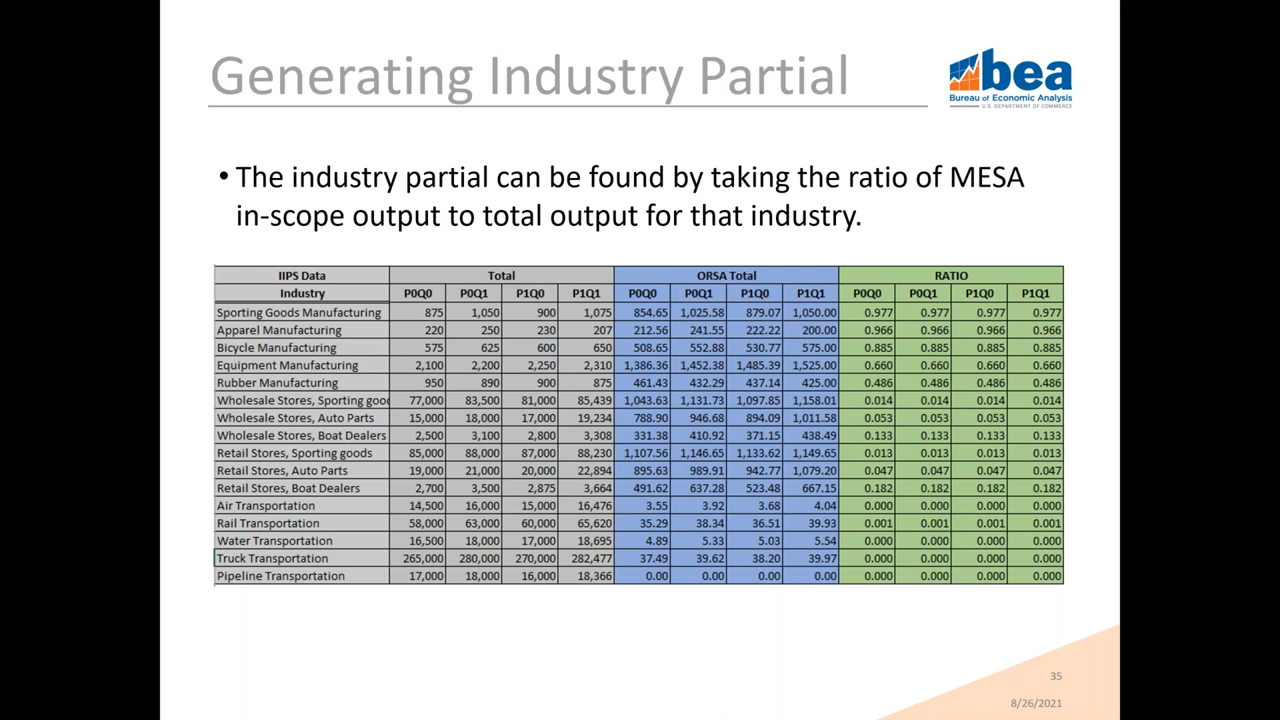 Generating Industry Partial
bea
Bureau of Economic Analysis
U.S. DEPARTMENT OF COMMERCE
• The industry partial can be found by taking the ratio of MESA
in-scope output to total output for that industry.
IIPS Data Total ORSA Total RATIO
Industry P0Q0 P0Q1 P1Q0 P1Q1 P0Q0 P0Q1 P1Q0 P1Q1 P0Q0 P0Q1 P1Q0 P1Q1
Sporting Goods Manufacturing 875 1,050 900 1,075 854.65 1,025.58 879.07 1,050.00 0.977 0.977 0.977 0.977
Apparel Manufacturing 220 250 230 207 212.56 241.55 222.22 200.00 0.966 0.966 0.966 0.966
Bicycle Manufacturing 575 625 600 650 508.65 552.88 530.77 575.00 0.885 0.885 0.885 0.885
Equipment Manufacturing 2,100 2,200 2,250 2,310 1,386.36 1,452.38 1,485.39 1,525.00 0.660 0.660 0.660 0.660
Rubber Manufacturing 950 890 900 875 461.43 432.29 437.14 425.00 0.486 0.486 0.486 0.486
Wholesale Stores, Sporting goo 77,000 83,500 81,000 85,439 1,043.63 1,131.73 1,097.85 1,158.01 0.014 0.014 0.014 0.014
Wholesale Stores, Auto Parts 15,000 18,000 17,000 19,234 788.90 946.68 894.09 1,011.58 0.053 0.053 0.053 0.053
Wholesale Stores, Boat Dealers 2,500 3,100 2,800 3,308 331.38 410.92 371.15 438.49 0.133 0.133 0.133 0.133
Retail Stores, Sporting goods 85,000 88,000 87,000 88,230 1,107.56 1,146.65 1,133.62 1,149.65 0.013 0.013 0.013 0.013
Retail Stores, Auto Parts 19,000 21,000 20,000 22,894 895.63 989.91 942.77 1,079.20 0.047 0.047 0.047 0.047
Retail Stores, Boat Dealers 2,700 3,500 2,875 3,664 491.62 637.28 523.48 667.15 0.182 0.182 0.182 0.182
Air Transportation 14,500 16,000 15,000 16,476 3.55 3.92 3.68 4.04 0.000 0.000 0.000 0.000
Rail Transportation 58,000 63,000 60,000 65,620 35.29 38.34 36.51 39.93 0.001 0.001 0.001 0.001
Water Transportation 16,500 18,000 17,000 18,695 4.89 5.33 5.03 5.54 0.000 0.000 0.000 0.000
Truck Transportation 265,000 280,000 270,000 282,477 37.49 39.62 38.20 39.97 0.000 0.000 0.000 0.000
Pipeline Transportation 17,000 18,000 16,000 18,366 0.00 0.00 0.00 0.00 0.000 0.000 0.000 0.000
35
8/26/2021